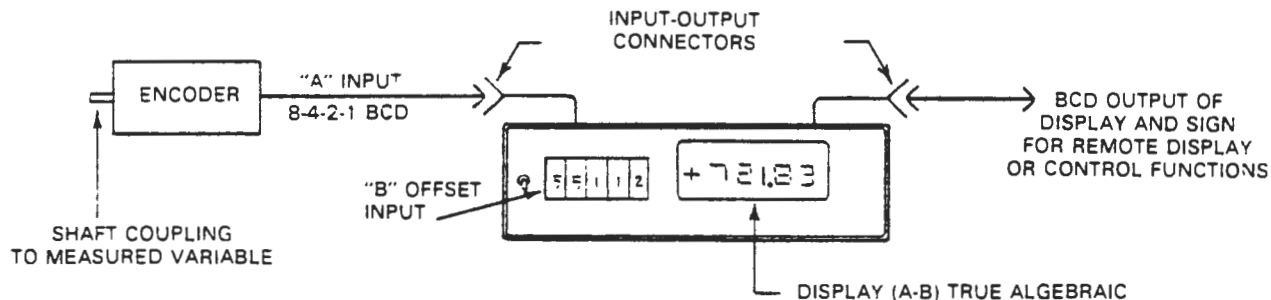 INPUT-OUTPUT
CONNECTORS
ENCODER
"A" INPUT
8-4-2-1 BCD
BCD OUTPUT OF
DISPLAY AND SIGN
FOR REMOTE DISPLAY
OR CONTROL FUNCTIONS
5 5 1 1 2
+721.83
"B" OFFSET
INPUT
SHAFT COUPLING
TO MEASURED VARIABLE
DISPLAY (A-B) TRUE ALGEBRAIC